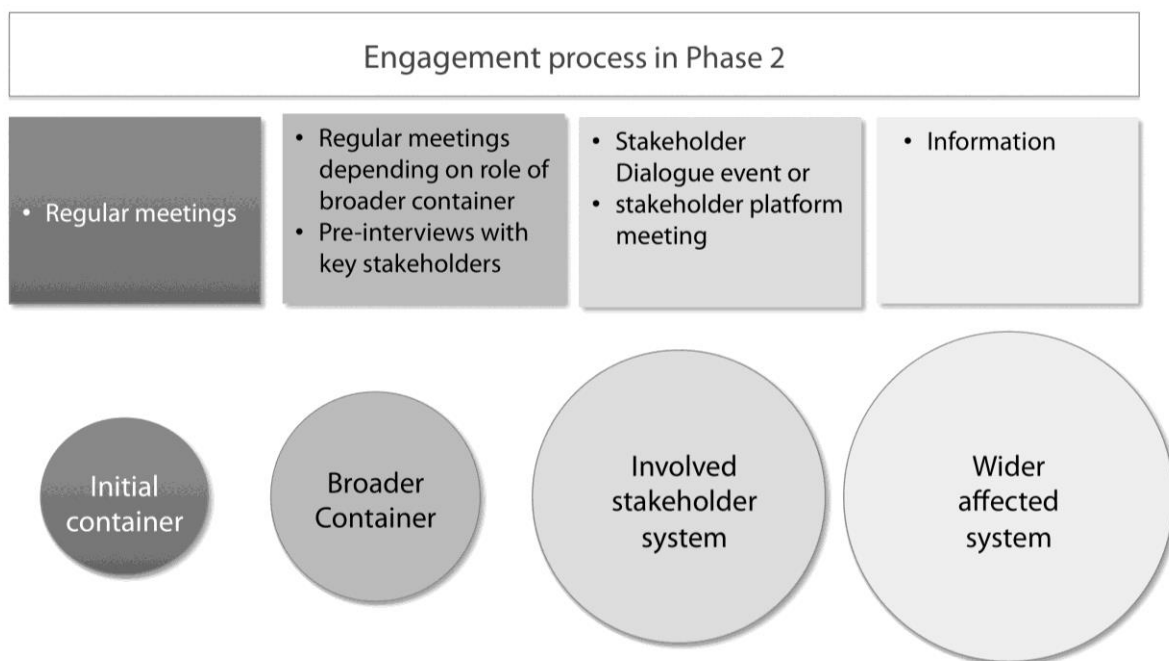 Engagement process in Phase 2
• Regular meetings
• Regular meetings
depending on role of
broader container
• Pre-interviews with
key stakeholders
• Stakeholder
Dialogue event or
• stakeholder platform
meeting
• Information
Initial
container
Broader
Container
Involved
stakeholder
system
Wider
affected
system